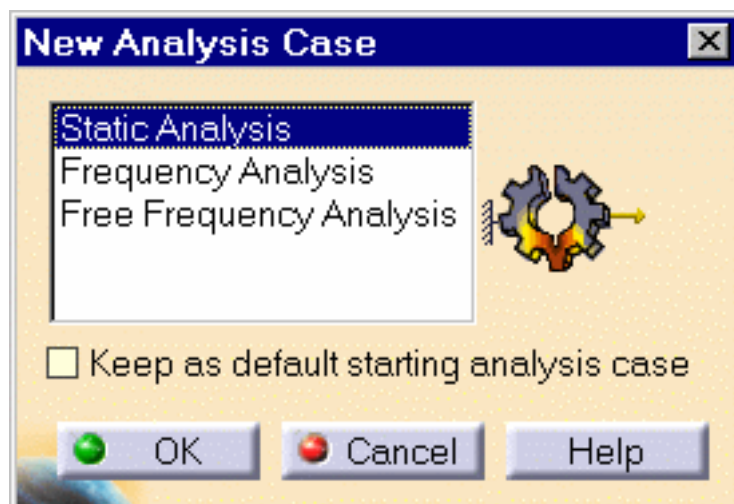 New Analysis Case
Static Analysis
Frequency Analysis
Free Frequency Analysis
Keep as default starting analysis case
OK Cancel Help